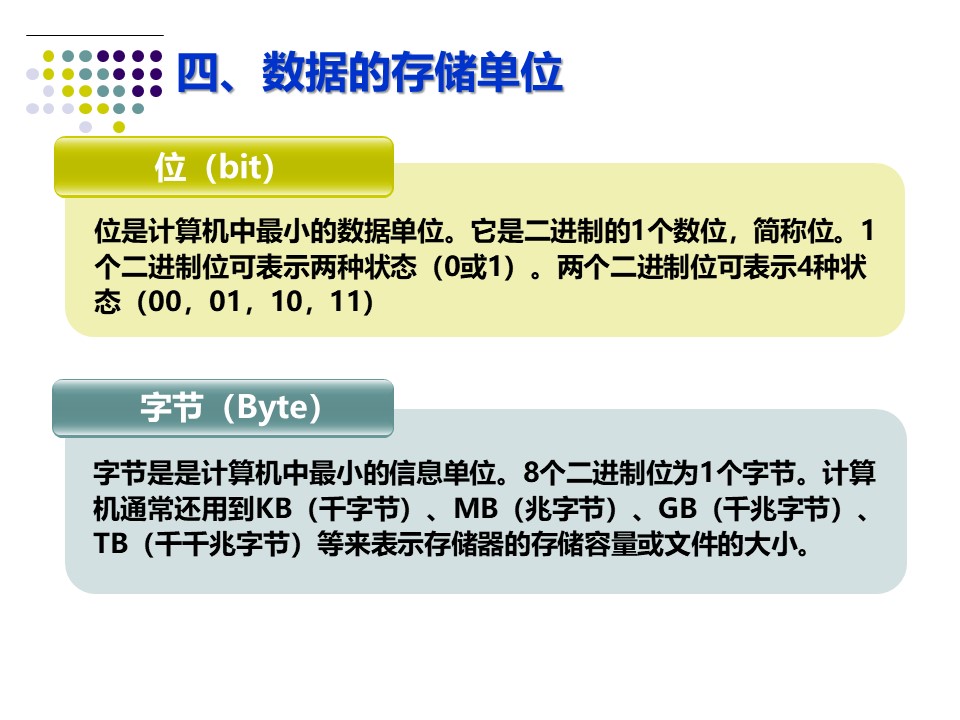 四、数据的存储单位
位（bit）
位是计算机中最小的数据单位。它是二进制的1个数位，简称位。1
个二进制位可表示两种状态（0或1）。两个二进制位可表示4种状
态（00，01，10，11）
字节（Byte）
字节是是计算机中最小的信息单位。8个二进制位为1个字节。计算
机通常还用到KB（千字节）、MB（兆字节）、GB（千兆字节）、
TB（千千兆字节）等来表示存储器的存储容量或文件的大小。